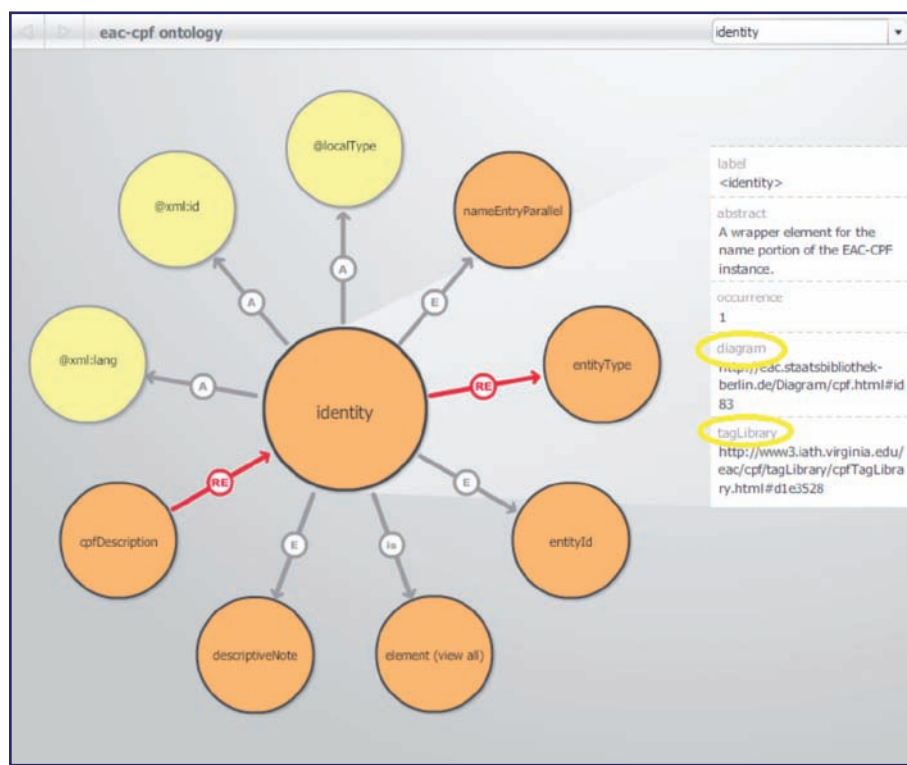 eac-cpf ontology
identity
@localType
@xml:id
nameEntryParallel
A
A
E
@xml:lang
A
entityType
RE
identity
RE
E
cpfDescription
entityId
E
is
descriptiveNote
element (view all)
label
<identity>
abstract
A wrapper element for the
name portion of the EAC-CPF
instance.
occurrence
1
diagram
http://eac.staatsbibliothek-
berlin.de/Diagram/cpf.html#id
83
tagLibrary
http://www3.iath.virginia.edu/
eac/cpf/tagLibrary/cpfTagLibra
ry.html#d1e3528